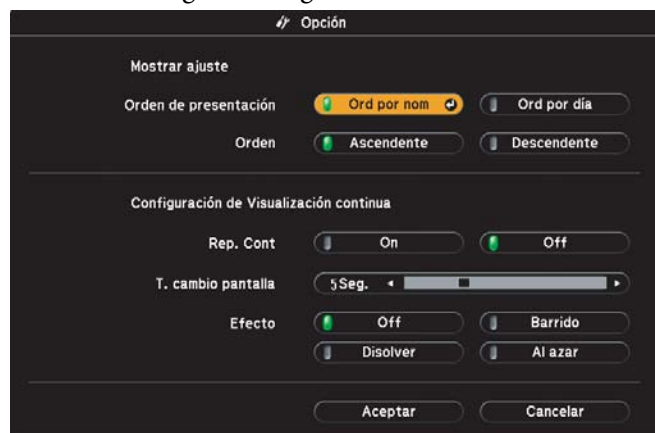 Opción
Mostrar ajuste
Orden de presentación Ord por nom Ord por día
Orden Ascendente Descendente
Configuración de Visualización continua
Rep. Cont On Off
T. cambio pantalla 5Seg.
Efecto Off Barrido
Disolver Al azar
Aceptar Cancelar